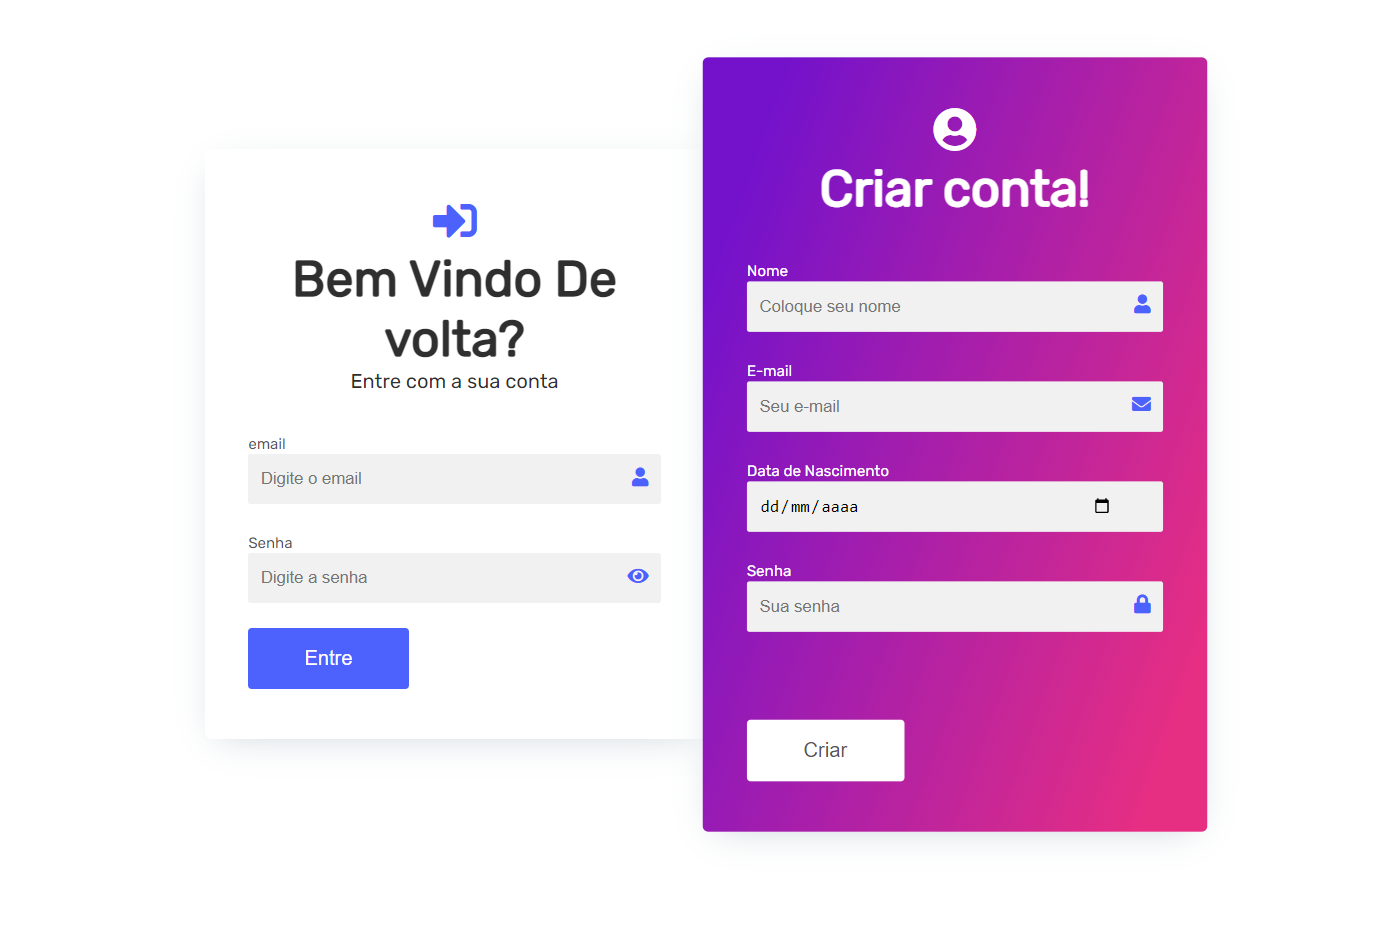 Bem Vindo De
volta?
Entre com a sua conta
email
Digite o email
Senha
Digite a senha
Entre
Criar conta!
Nome
Coloque seu nome
E-mail
Seu e-mail
Data de Nascimento
dd/mm/aaaa
Senha
Sua senha
Criar